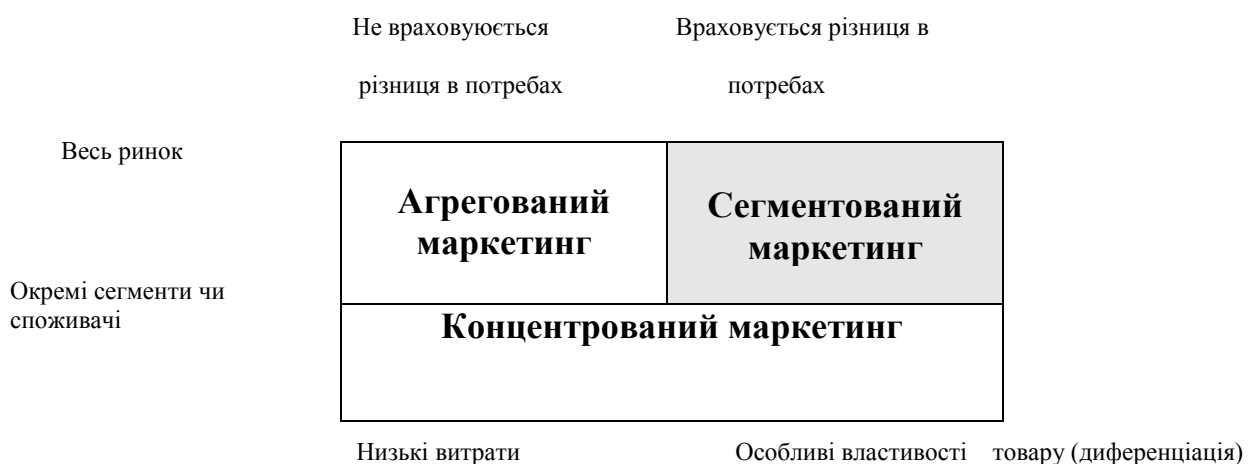 Не враховуюється Враховується різниця в
різниця в потребах потребах
Весь ринок
Агрегований
маркетинг
Сегментований
маркетинг
Окремі сегменти чи
споживачі
Концентрований маркетинг
Низькі витрати Особливі властивості товару (диференціація)